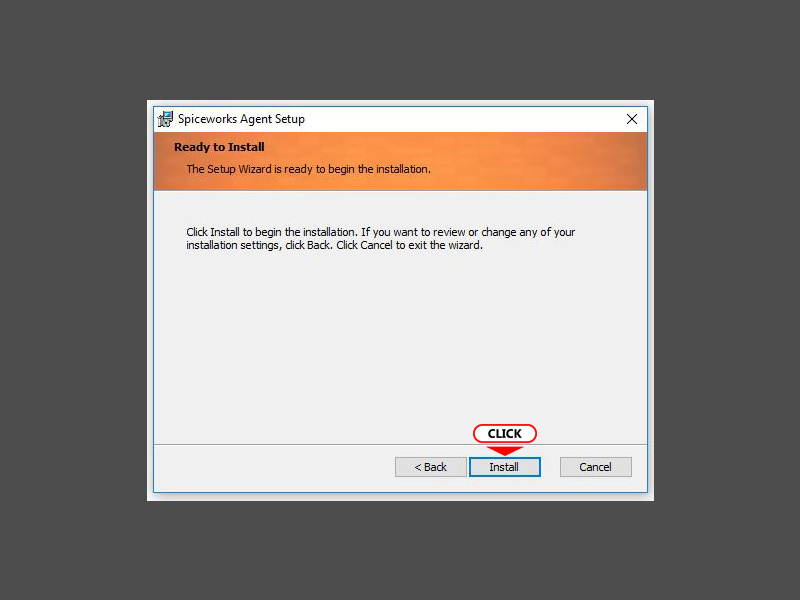 Spiceworks Agent Setup
Ready to Install
The Setup Wizard is ready to begin the installation.
Click Install to begin the installation. If you want to review or change any of your
installation settings, click Back. Click Cancel to exit the wizard.
CLICK
< Back Install Cancel